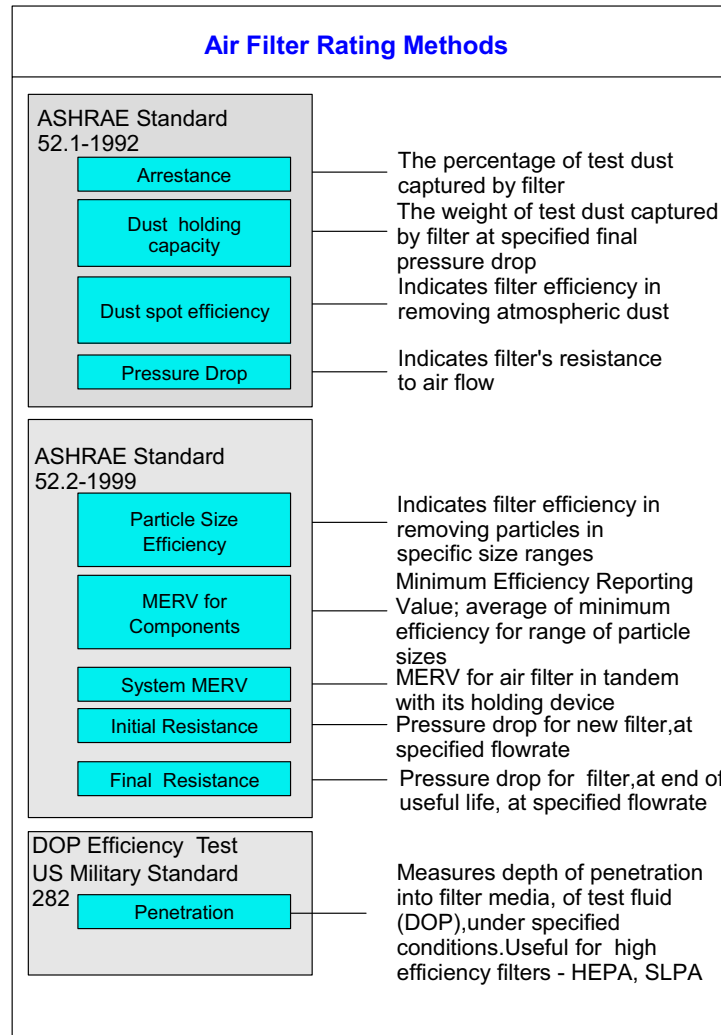 Air Filter Rating Methods
ASHRAE Standard
52.1-1992
Arrestance
The percentage of test dust
captured by filter
Dust holding
capacity
The weight of test dust captured
by filter at specified final
pressure drop
Dust spot efficiency
Indicates filter efficiency in
removing atmospheric dust
Pressure Drop
Indicates filter's resistance
to air flow
ASHRAE Standard
52.2-1999
Particle Size
Efficiency
Indicates filter efficiency in
removing particles in
specific size ranges
MERV for
Components
Minimum Efficiency Reporting
Value; average of minimum
efficiency for range of particle
sizes
System MERV
MERV for air filter in tandem
with its holding device
Initial Resistance
Pressure drop for new filter,at
specified flowrate
Final Resistance
Pressure drop for filter,at end of
useful life, at specified flowrate
DOP Efficiency Test
US Military Standard
282
Penetration
Measures depth of penetration
into filter media, of test fluid
(DOP),under specified
conditions.Useful for high
efficiency filters - HEPA, SLPA